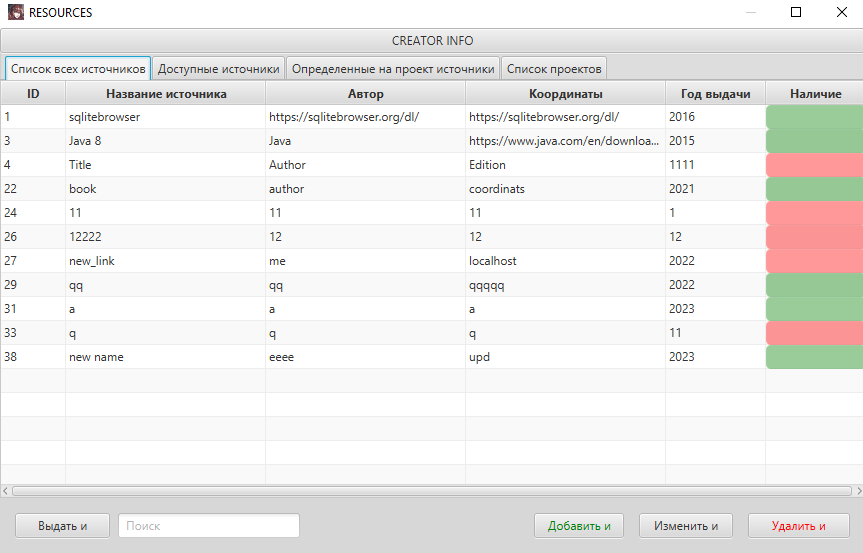 RESOURCES
CREATOR INFO
Список всех источников Доступные источники Определенные на проект источники Список проектов
ID Название источника Автор Координаты Год выдачи Наличие
1 sqlitebrowser https://sqlitebrowser.org/dl/ https://sqlitebrowser.org/dl/ 2016
3 Java 8 Java https://www.java.com/en/downloa... 2015
4 Title Author Edition 1111
22 book author coordinats 2021
24 11 11 11 1
26 12222 12 12 12
27 new_link me localhost 2022
29 qq qq qqqqq 2022
31 a a a 2023
33 q q q 11
38 new name eeee upd 2023
Выдать и Поиск Добавить и Изменить и Удалить и